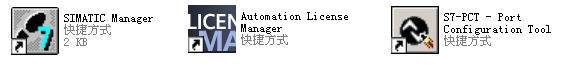 SIMATIC Manager
快捷方式
2 KB
LICEN
MA
Automation License
Manager
快捷方式
S7-PCT - Port
Configuration Tool
快捷方式